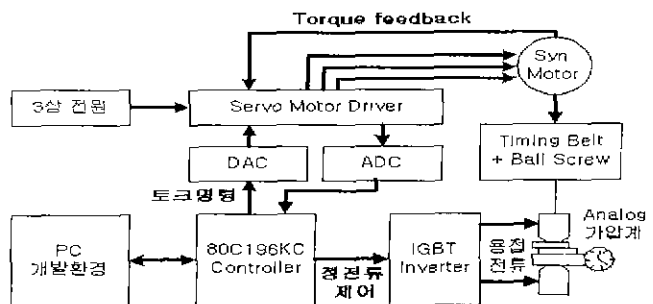 Torque feedback
Syn
Motor
3상 전원
Servo Motor Driver
Timing Belt
+ Ball Screw
DAC
ADC
토크명령
PC
개발환경
80C196KC
Controller
정전류
제어
IGBT
Inverter
용접
전류
Analog
가압계